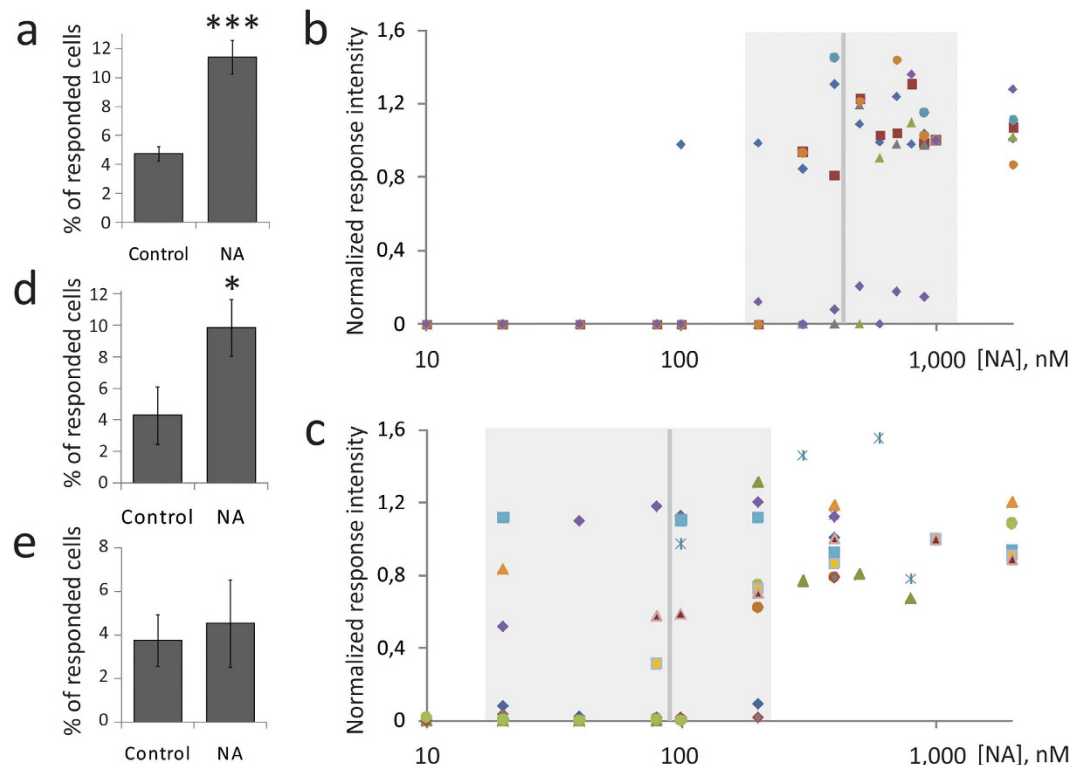 a
% of responded cells
12
10
8
6
4
2
0
***
Control NA
b
Normalized response intensity
1,6
1,2
0,8
0,4
0
10 100 1,000 [NA], nM
d
% of responded cells
12
10
8
6
4
2
0
*
Control NA
c
Normalized response intensity
1,6
1,2
0,8
0,4
0
10 100 1,000 [NA], nM
e
% of responded cells
8
6
4
2
0
Control NA